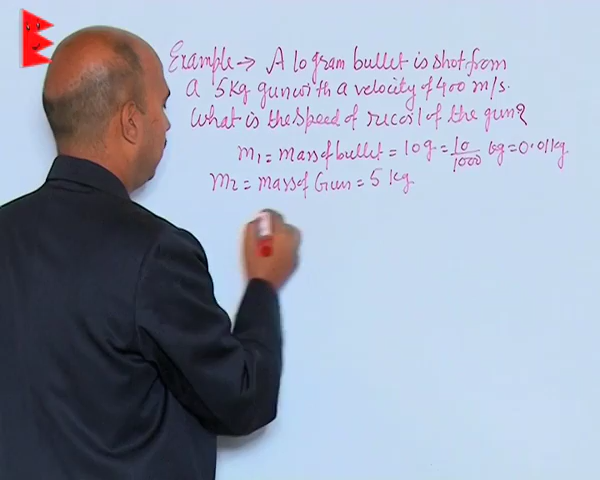 Example → A 10 gram bullet is shot from
a 5kg gun with a velocity of 400 m/s.
What is the speed of recoil of the gun?
m₁ = mass of bullet = 10 g = 10/1000 kg = 0.01 kg
m₂ = mass of Gun = 5 kg